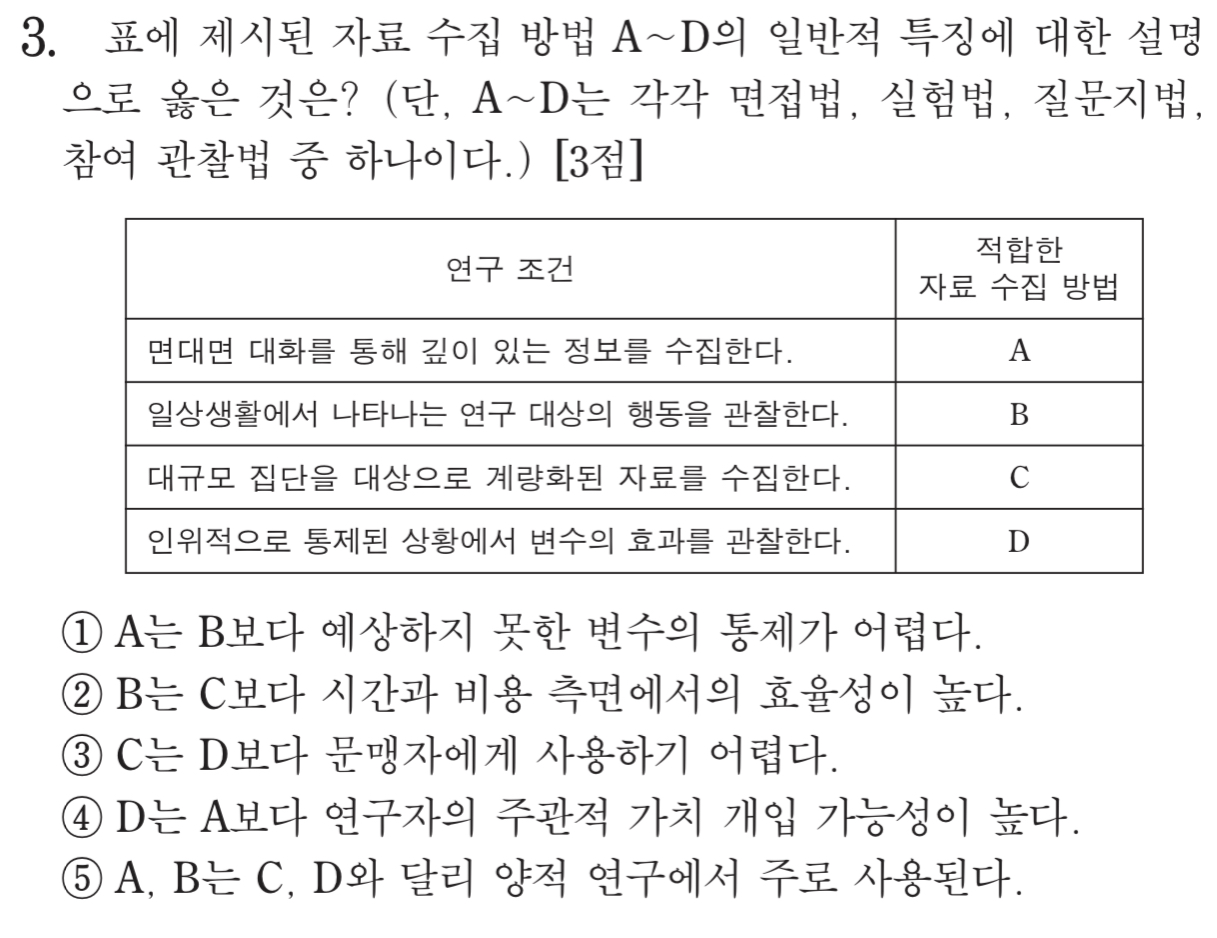 3. 표에 제시된 자료 수집 방법 A~D의 일반적 특징에 대한 설명
으로 옳은 것은? (단, A~D는 각각 면접법, 실험법, 질문지법,
참여 관찰법 중 하나이다.) [3점]
연구 조건
적합한
자료 수집 방법
면대면 대화를 통해 깊이 있는 정보를 수집한다. A
일상생활에서 나타나는 연구 대상의 행동을 관찰한다. B
대규모 집단을 대상으로 계량화된 자료를 수집한다. C
인위적으로 통제된 상황에서 변수의 효과를 관찰한다. D
① A는 B보다 예상하지 못한 변수의 통제가 어렵다.
② B는 C보다 시간과 비용 측면에서의 효율성이 높다.
③ C는 D보다 문맹자에게 사용하기 어렵다.
④ D는 A보다 연구자의 주관적 가치 개입 가능성이 높다.
⑤ A, B는 C, D와 달리 양적 연구에서 주로 사용된다.